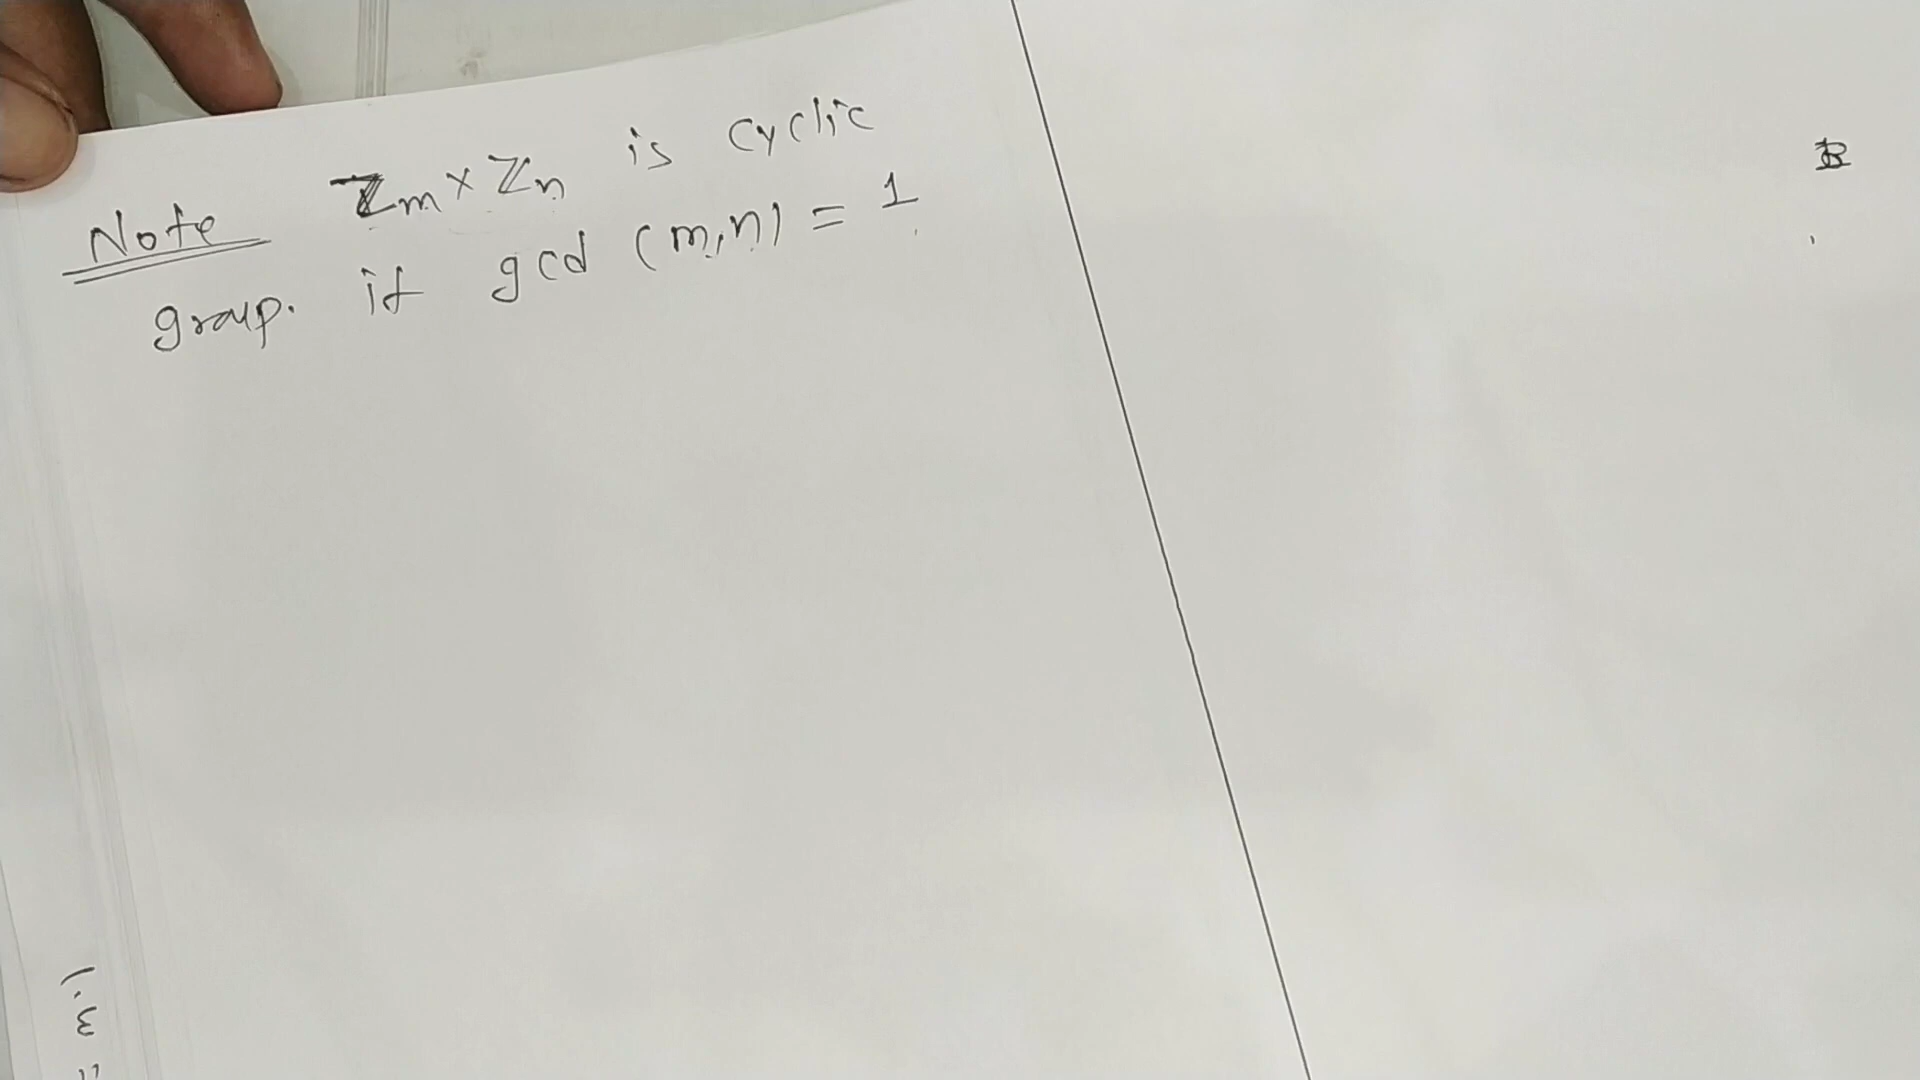 Note Zm × Zn is cyclic
group. if gcd (m,n) = 1